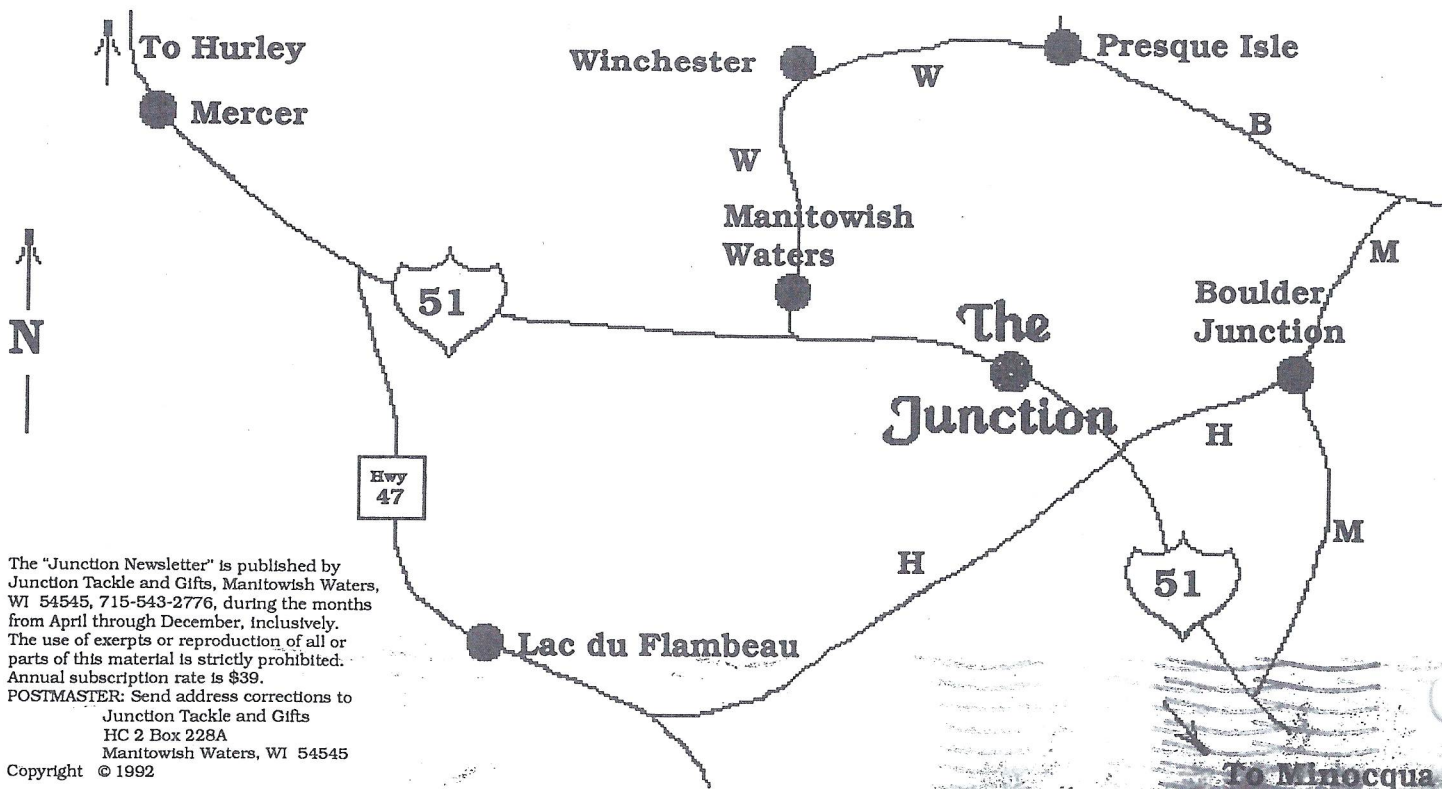 To Hurley
Mercer
Winchester
W
Presque Isle
B
W
Manitowish
Waters
M
N
51
The
Junction
Boulder
Junction
H
Hwy
47
H
M
51
Lac du Flambeau
To Minocqua
The "Junction Newsletter" is published by
Junction Tackle and Gifts, Manitowish Waters,
WI 54545, 715-543-2776, during the months
from April through December, inclusively.
The use of exerpts or reproduction of all or
parts of this material is strictly prohibited.
Annual subscription rate is $39.
POSTMASTER: Send address corrections to
Junction Tackle and Gifts
HC 2 Box 228A
Manitowish Waters, WI 54545
Copyright © 1992